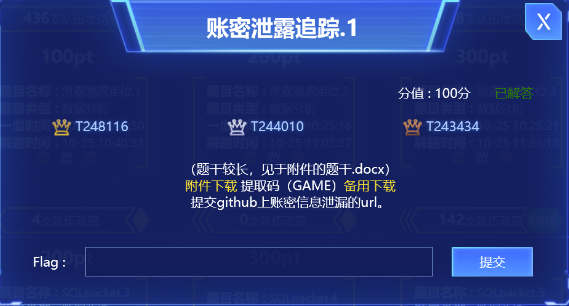 账密泄露追踪.1
X
分值 : 100分 已解答
T248116 T244010 T243434
（题干较长，见于附件的题干.docx）
附件下载 提取码（GAME）备用下载
提交github上账密信息泄漏的url。
Flag : 提交